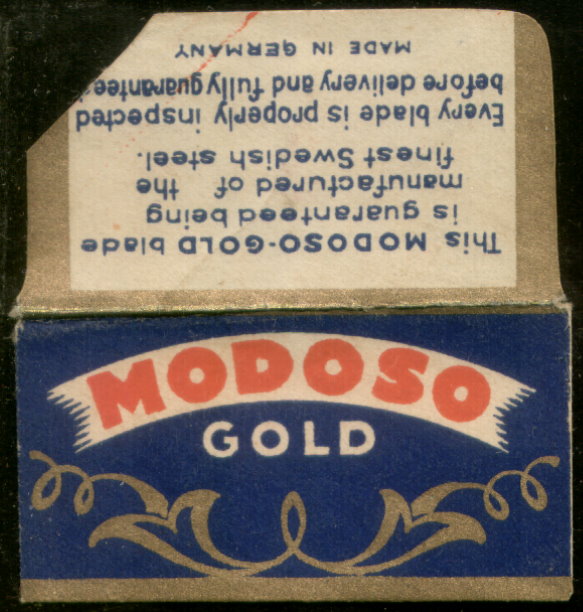 This MODOSO-GOLD blade
is guaranteed being
manufactured of the
finest Swedish steel.
Every blade is properly inspected
before delivery and fully guarantee
MADE IN GERMANY
MODOSO
GOLD